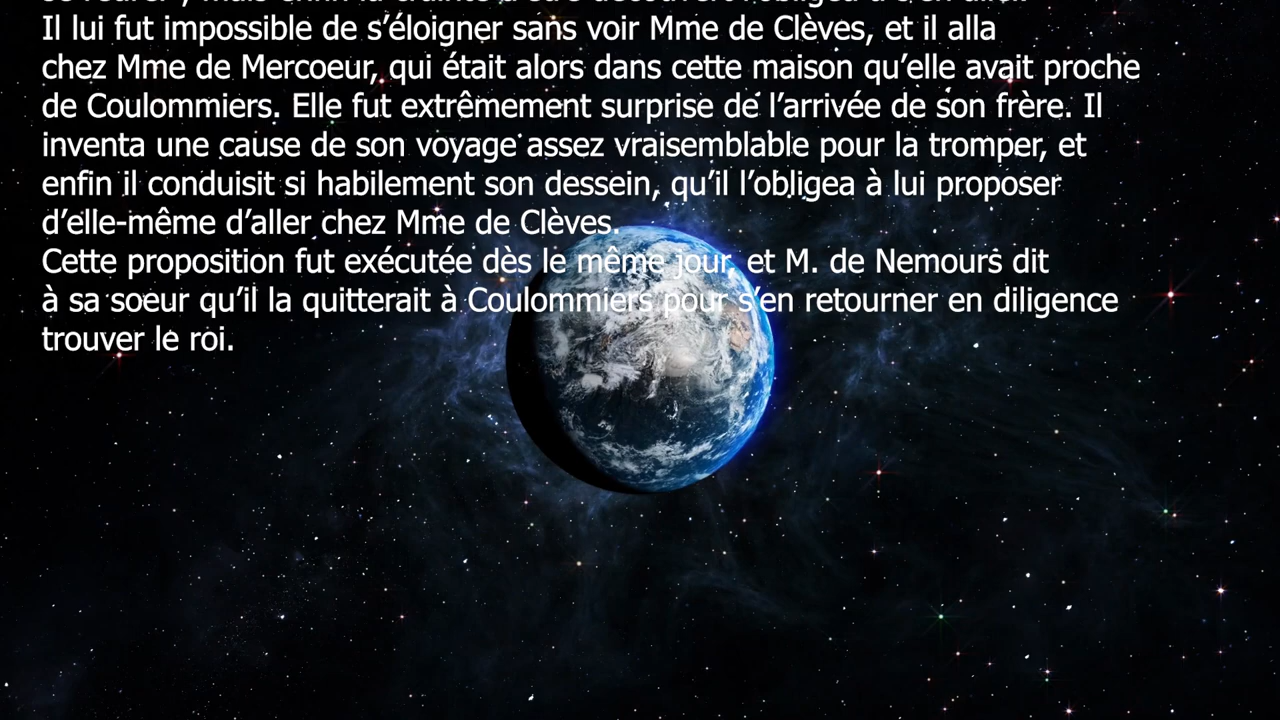 Il lui fut impossible de s’éloigner sans voir Mme de Clèves, et il alla
chez Mme de Mercoeur, qui était alors dans cette maison qu’elle avait proche
de Coulommiers. Elle fut extrêmement surprise de l’arrivée de son frère. Il
inventa une cause de son voyage assez vraisemblable pour la tromper, et
enfin il conduisit si habilement son dessein, qu’il l’obligea à lui proposer
d’elle-même d’aller chez Mme de Clèves.
Cette proposition fut exécutée dès le même jour, et M. de Nemours dit
à sa soeur qu’il la quitterait à Coulommiers pour s’en retourner en diligence
trouver le roi.